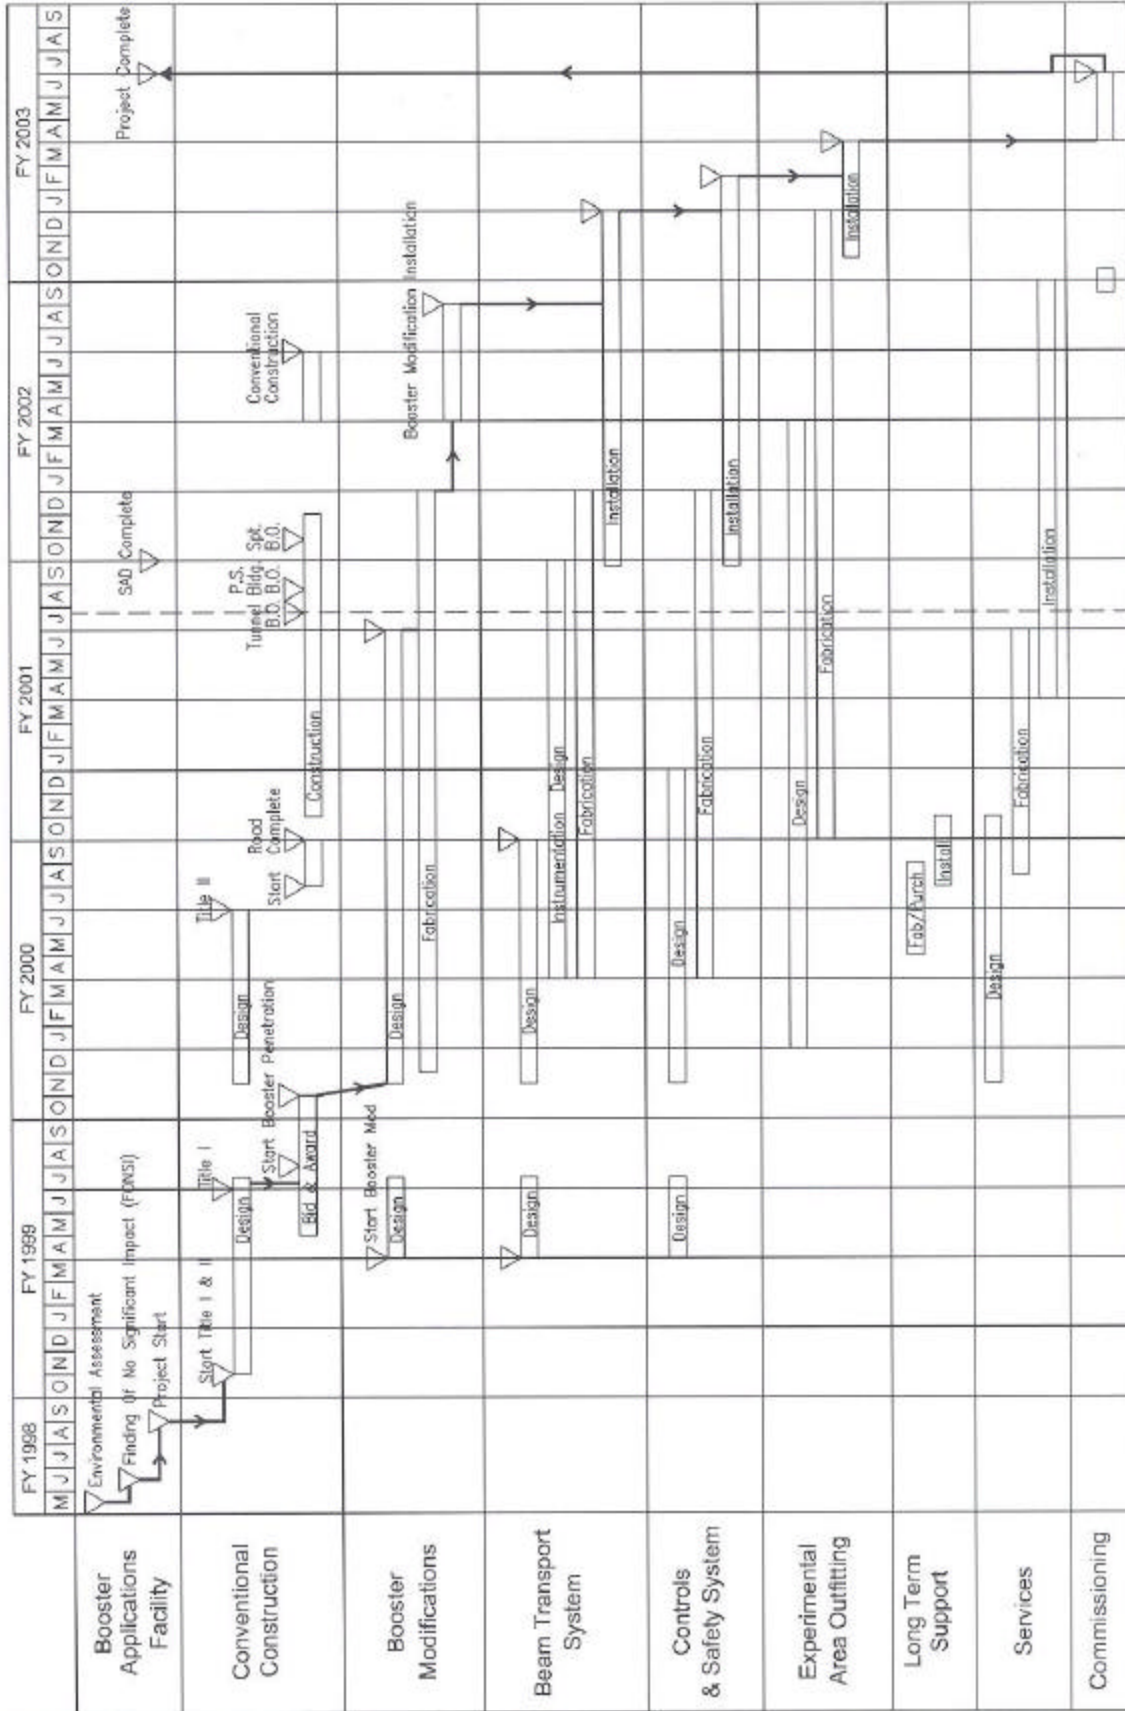 FY 1998
FY 1999
FY 2000
FY 2001
FY 2002
FY 2003
M J J A S O N D J F M A M J J A S O N D J F M A M J J A S O N D J F M A M J J A S O N D J F M A M J J A S O N D J F M A M J J A S
Booster
Applications
Facility
Environmental Assessment
Finding Of No Significant Impact (FONSI)
Project Start
SAD Complete
Project Complete
Conventional
Construction
Start Title I & II
Title I
Design
Start Booster Penetration
Bid & Award
Design
Title II
Start
Road
Complete
Construction
Tunnel
B.O.
P.S.
Bldg.
B.O.
Spt.
B.O.
Conventional
Construction
Booster
Modifications
Start Booster Mod
Design
Design
Fabrication
Booster Modification Installation
Beam Transport
System
Design
Design
Instrumentation Design
Fabrication
Installation
Controls
& Safety System
Design
Design
Fabrication
Installation
Experimental
Area Outfitting
Design
Fabrication
Installation
Long Term
Support
Fab/Purch
Install
Services
Design
Fabrication
Installation
Commissioning